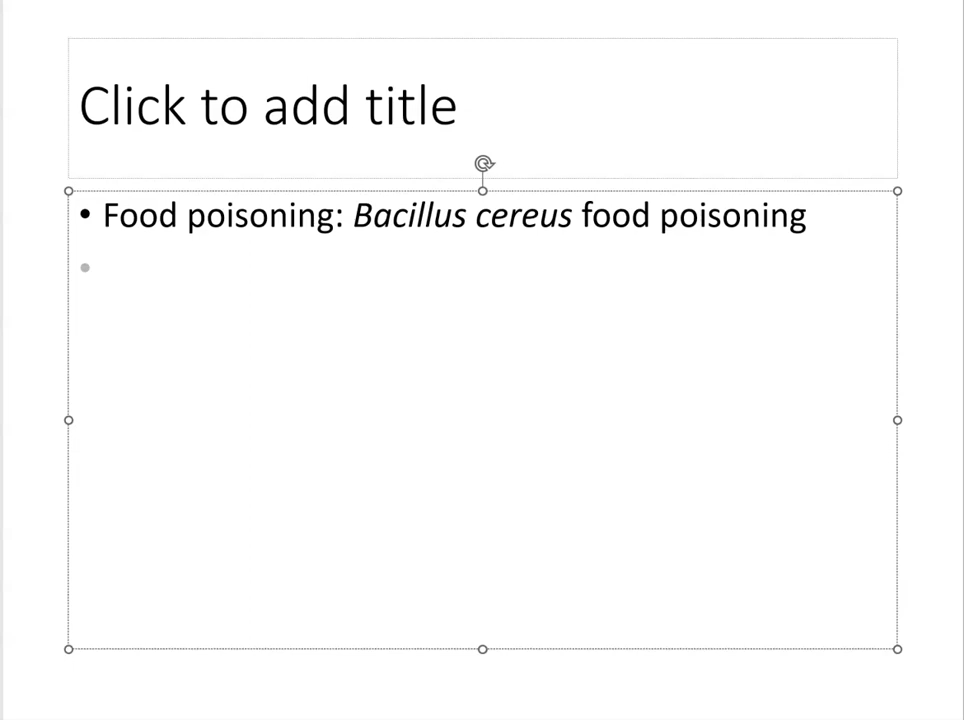 Click to add title
• Food poisoning: Bacillus cereus food poisoning